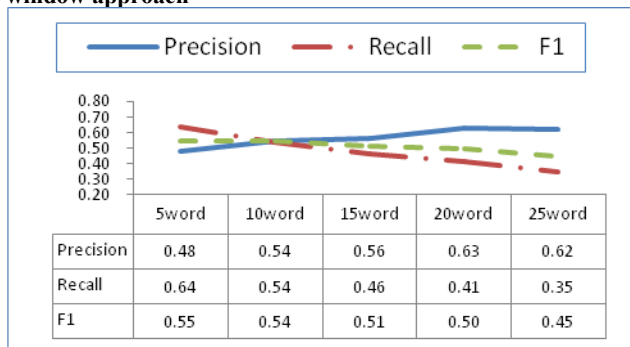 window approach
Precision Recall F1
0.80
0.70
0.60
0.50
0.40
0.30
0.20
5word 10word 15word 20word 25word
Precision 0.48 0.54 0.56 0.63 0.62
Recall 0.64 0.54 0.46 0.41 0.35
F1 0.55 0.54 0.51 0.50 0.45